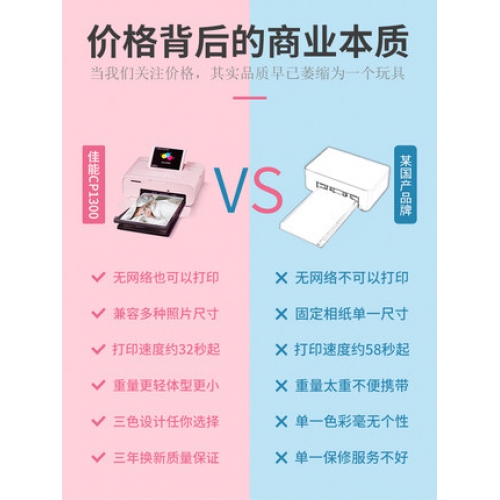 价格背后的商业本质
当我们关注价格，其实品质早已萎缩为一个玩具
佳能CP1300
VS
某国产品牌
无网络也可以打印
无网络不可以打印
兼容多种照片尺寸
固定相纸单一尺寸
打印速度约32秒起
打印速度约58秒起
重量更轻体型更小
重量太重不便携带
三色设计任你选择
单一色彩毫无个性
三年换新质量保证
单一保修服务不好